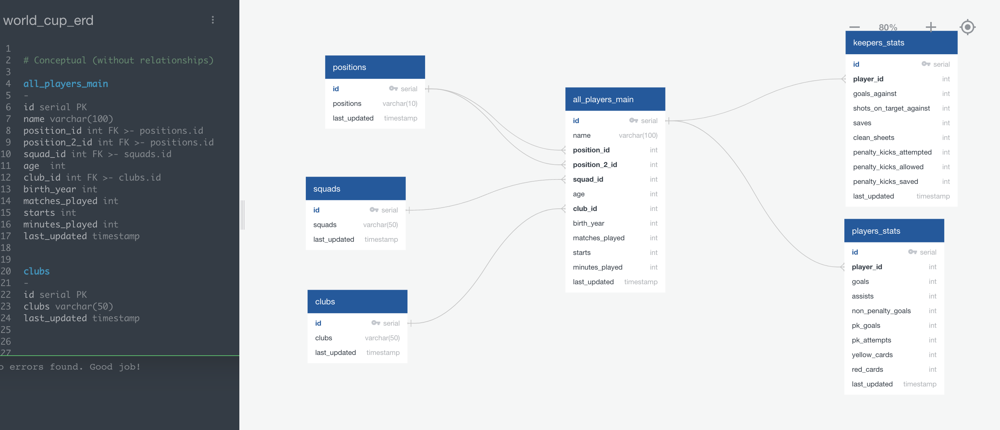 world_cup_erd
1
2 # Conceptual (without relationships)
3
4 all_players_main
5 -
6 id serial PK
7 name varchar(100)
8 position_id int FK >- positions.id
9 position_2_id int FK >- positions.id
10 squad_id int FK >- squads.id
11 age  int
12 club_id int FK >- clubs.id
13 birth_year int
14 matches_played int
15 starts int
16 minutes_played int
17 last_updated timestamp
18
19
20 clubs
21 -
22 id serial PK
23 clubs varchar(50)
24 last_updated timestamp
25
26
27
o errors found. Good job!
positions
id serial
positions varchar(10)
last_updated timestamp
squads
id serial
squads varchar(50)
last_updated timestamp
clubs
id serial
clubs varchar(50)
last_updated timestamp
all_players_main
id serial
name varchar(100)
position_id int
position_2_id int
squad_id int
age int
club_id int
birth_year int
matches_played int
starts int
minutes_played int
last_updated timestamp
80%
keepers_stats
id serial
player_id int
goals_against int
shots_on_target_against int
saves int
clean_sheets int
penalty_kicks_attempted int
penalty_kicks_allowed int
penalty_kicks_saved int
last_updated timestamp
players_stats
id serial
player_id int
goals int
assists int
non_penalty_goals int
pk_goals int
pk_attempts int
yellow_cards int
red_cards int
last_updated timestamp